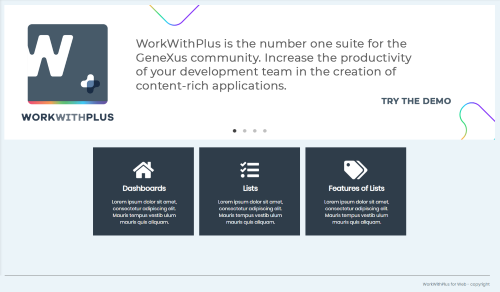 W
WORKWITHPLUS
WorkWithPlus is the number one suite for the
GeneXus community. Increase the productivity
of your development team in the creation of
content-rich applications.
TRY THE DEMO
Dashboards
Lorem ipsum dolor sit amet,
consectetur adipiscing elit.
Mauris tempus vestib ulum
mauris quis aliquam.
Lists
Lorem ipsum dolor sit amet,
consectetur adipiscing elit.
Mauris tempus vestib ulum
mauris quis aliquam.
Features of Lists
Lorem ipsum dolor sit amet,
consectetur adipiscing elit.
Mauris tempus vestib ulum
mauris quis aliquam.
WorkWithPlus for Web - copyright